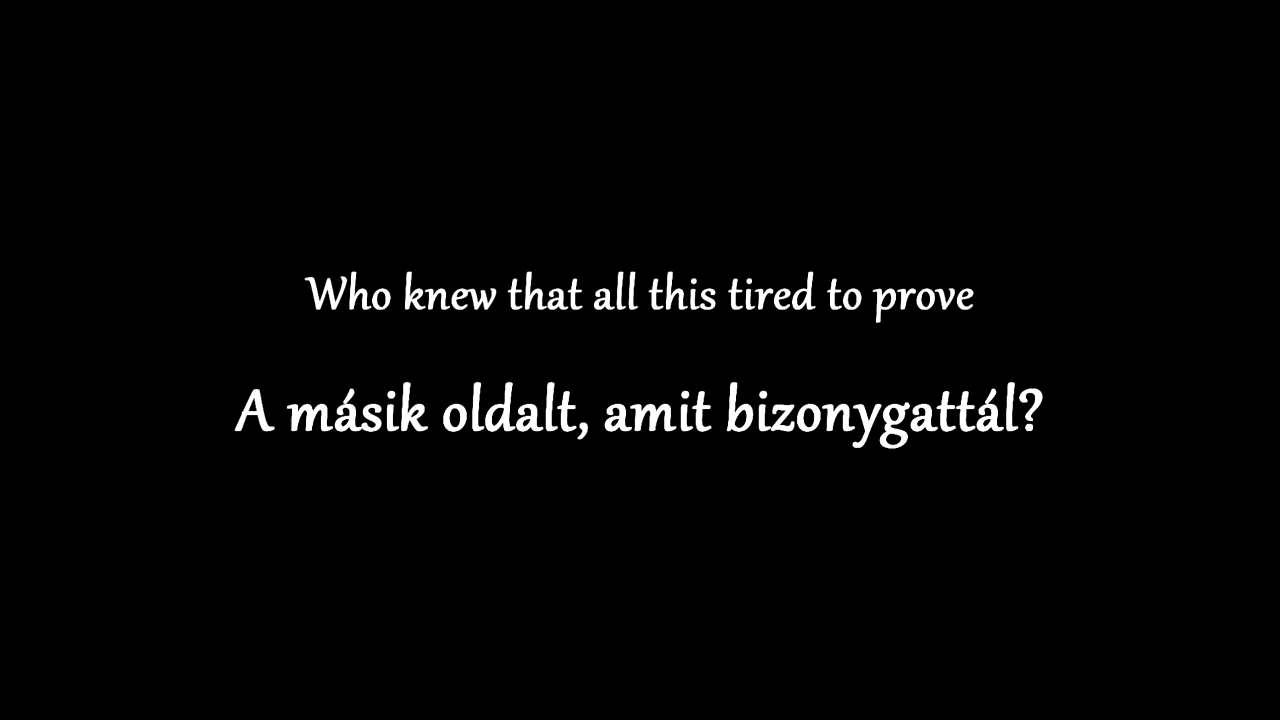 Who knew that all this tired to prove
A másik oldalt, amit bizonygattál?